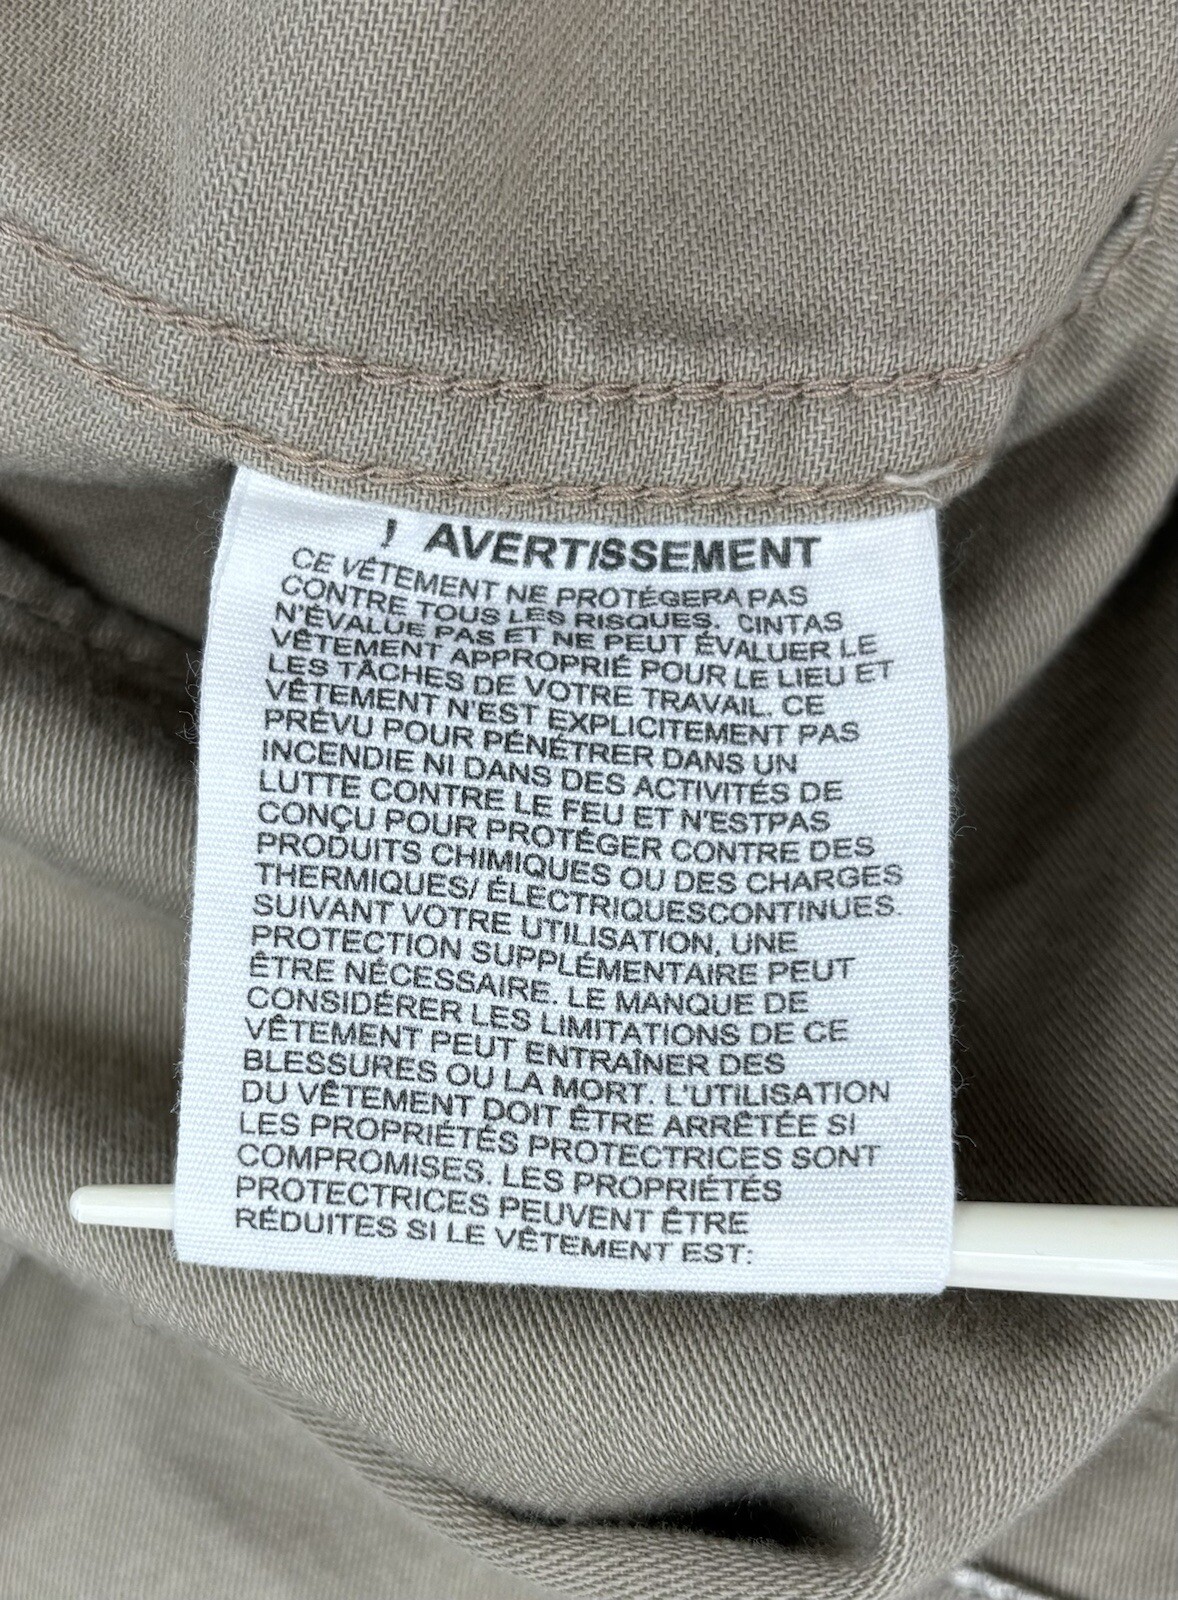 AVERTISSEMENT
CE VÊTEMENT NE PROTÉGERA PAS
CONTRE TOUS LES RISQUES. CINTAS
N'ÉVALUE PAS ET NE PEUT ÉVALUER LE
VÊTEMENT APPROPRIÉ POUR LE LIEU ET
LES TÂCHES DE VOTRE TRAVAIL. CE
VÊTEMENT N'EST EXPLICITEMENT PAS
PRÉVU POUR PÉNÉTRER DANS UN
INCENDIE NI DANS DES ACTIVITÉS DE
LUTTE CONTRE LE FEU ET N'ESTPAS
CONÇU POUR PROTÉGER CONTRE DES
PRODUITS CHIMIQUES OU DES CHARGES
THERMIQUES/ ÉLECTRIQUESCONTINUES.
SUIVANT VOTRE UTILISATION, UNE
PROTECTION SUPPLÉMENTAIRE PEUT
ÊTRE NÉCESSAIRE. LE MANQUE DE
CONSIDÉRER LES LIMITATIONS DE CE
VÊTEMENT PEUT ENTRAÎNER DES
BLESSURES OU LA MORT. L'UTILISATION
DU VÊTEMENT DOIT ÊTRE ARRÊTÉE SI
LES PROPRIÉTÉS PROTECTRICES SONT
COMPROMISES. LES PROPRIÉTÉS
PROTECTRICES PEUVENT ÊTRE
RÉDUITES SI LE VÊTEMENT EST: